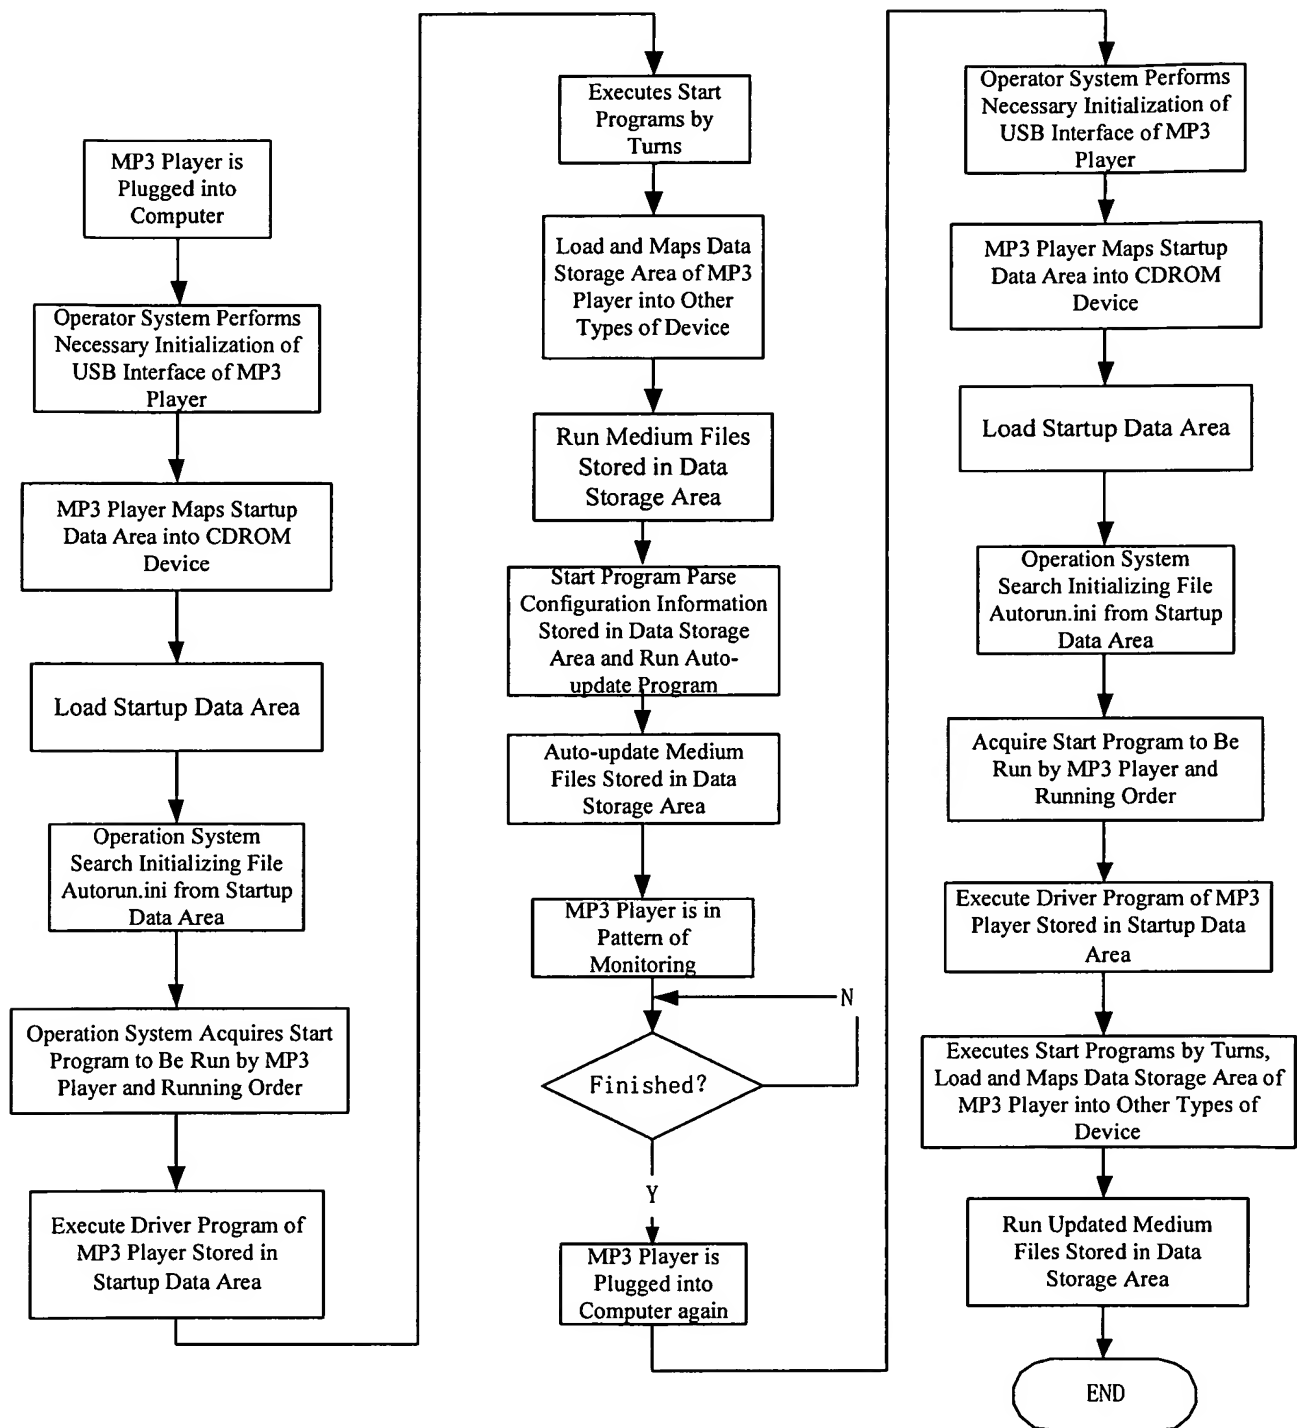 MP3 Player is
Plugged into
Computer
Operator System Performs
Necessary Initialization of
USB Interface of MP3
Player
MP3 Player Maps Startup
Data Area into CDROM
Device
Load Startup Data Area
Operation System
Search Initializing File
Autorun.ini from Startup
Data Area
Operation System Acquires Start
Program to Be Run by MP3
Player and Running Order
Execute Driver Program of
MP3 Player Stored in
Startup Data Area
Executes Start
Programs by
Turns
Load and Maps Data
Storage Area of MP3
Player into Other
Types of Device
Run Medium Files
Stored in Data
Storage Area
Start Program Parse
Configuration Information
Stored in Data Storage
Area and Run Auto-
update Program
Auto-update Medium
Files Stored in Data
Storage Area
MP3 Player is in
Pattern of
Monitoring
N
Finished?
Y
MP3 Player is
Plugged into
Computer again
Operator System Performs
Necessary Initialization of
USB Interface of MP3
Player
MP3 Player Maps Startup
Data Area into CDROM
Device
Load Startup Data Area
Operation System
Search Initializing File
Autorun.ini from Startup
Data Area
Acquire Start Program to Be
Run by MP3 Player and
Running Order
Execute Driver Program of MP3
Player Stored in Startup Data
Area
Executes Start Programs by Turns,
Load and Maps Data Storage Area of
MP3 Player into Other Types of
Device
Run Updated Medium
Files Stored in Data
Storage Area
END